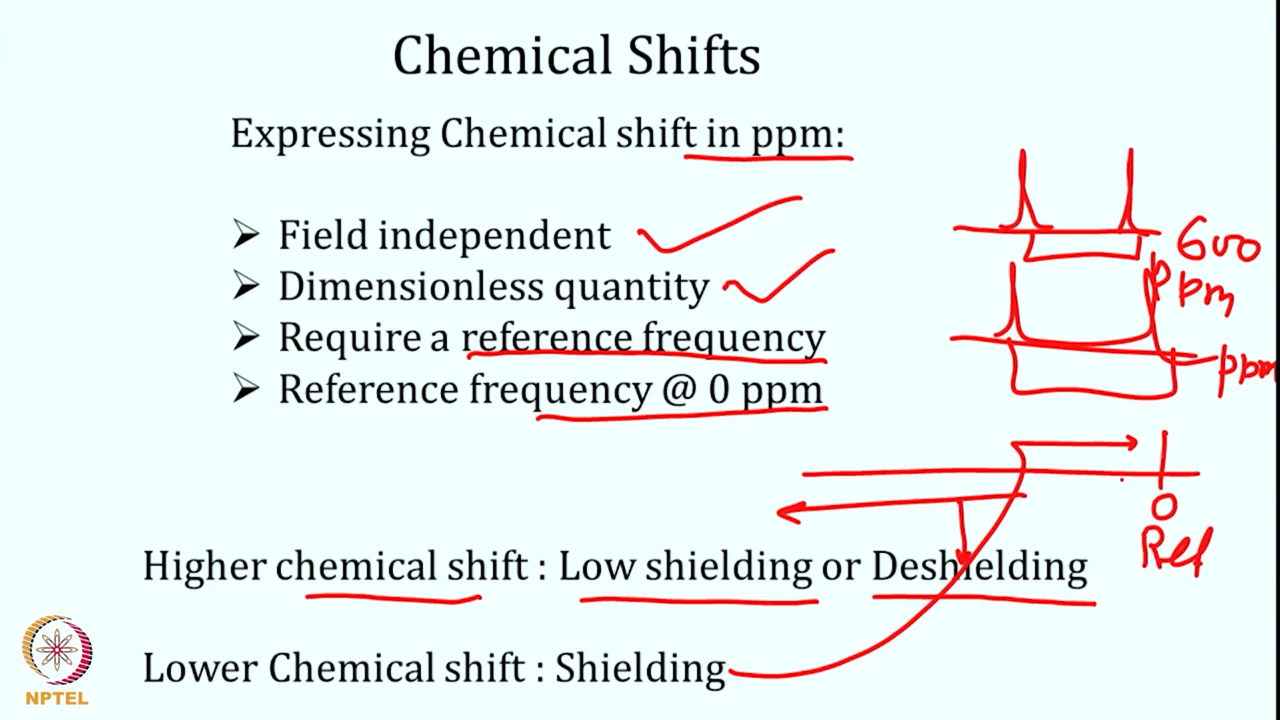 Chemical Shifts
Expressing Chemical shift in ppm:
➢ Field independent
➢ Dimensionless quantity
➢ Require a reference frequency
➢ Reference frequency @ 0 ppm
600
ppm
ppm
0
Ref
Higher chemical shift : Low shielding or Deshielding
Lower Chemical shift : Shielding
NPTEL